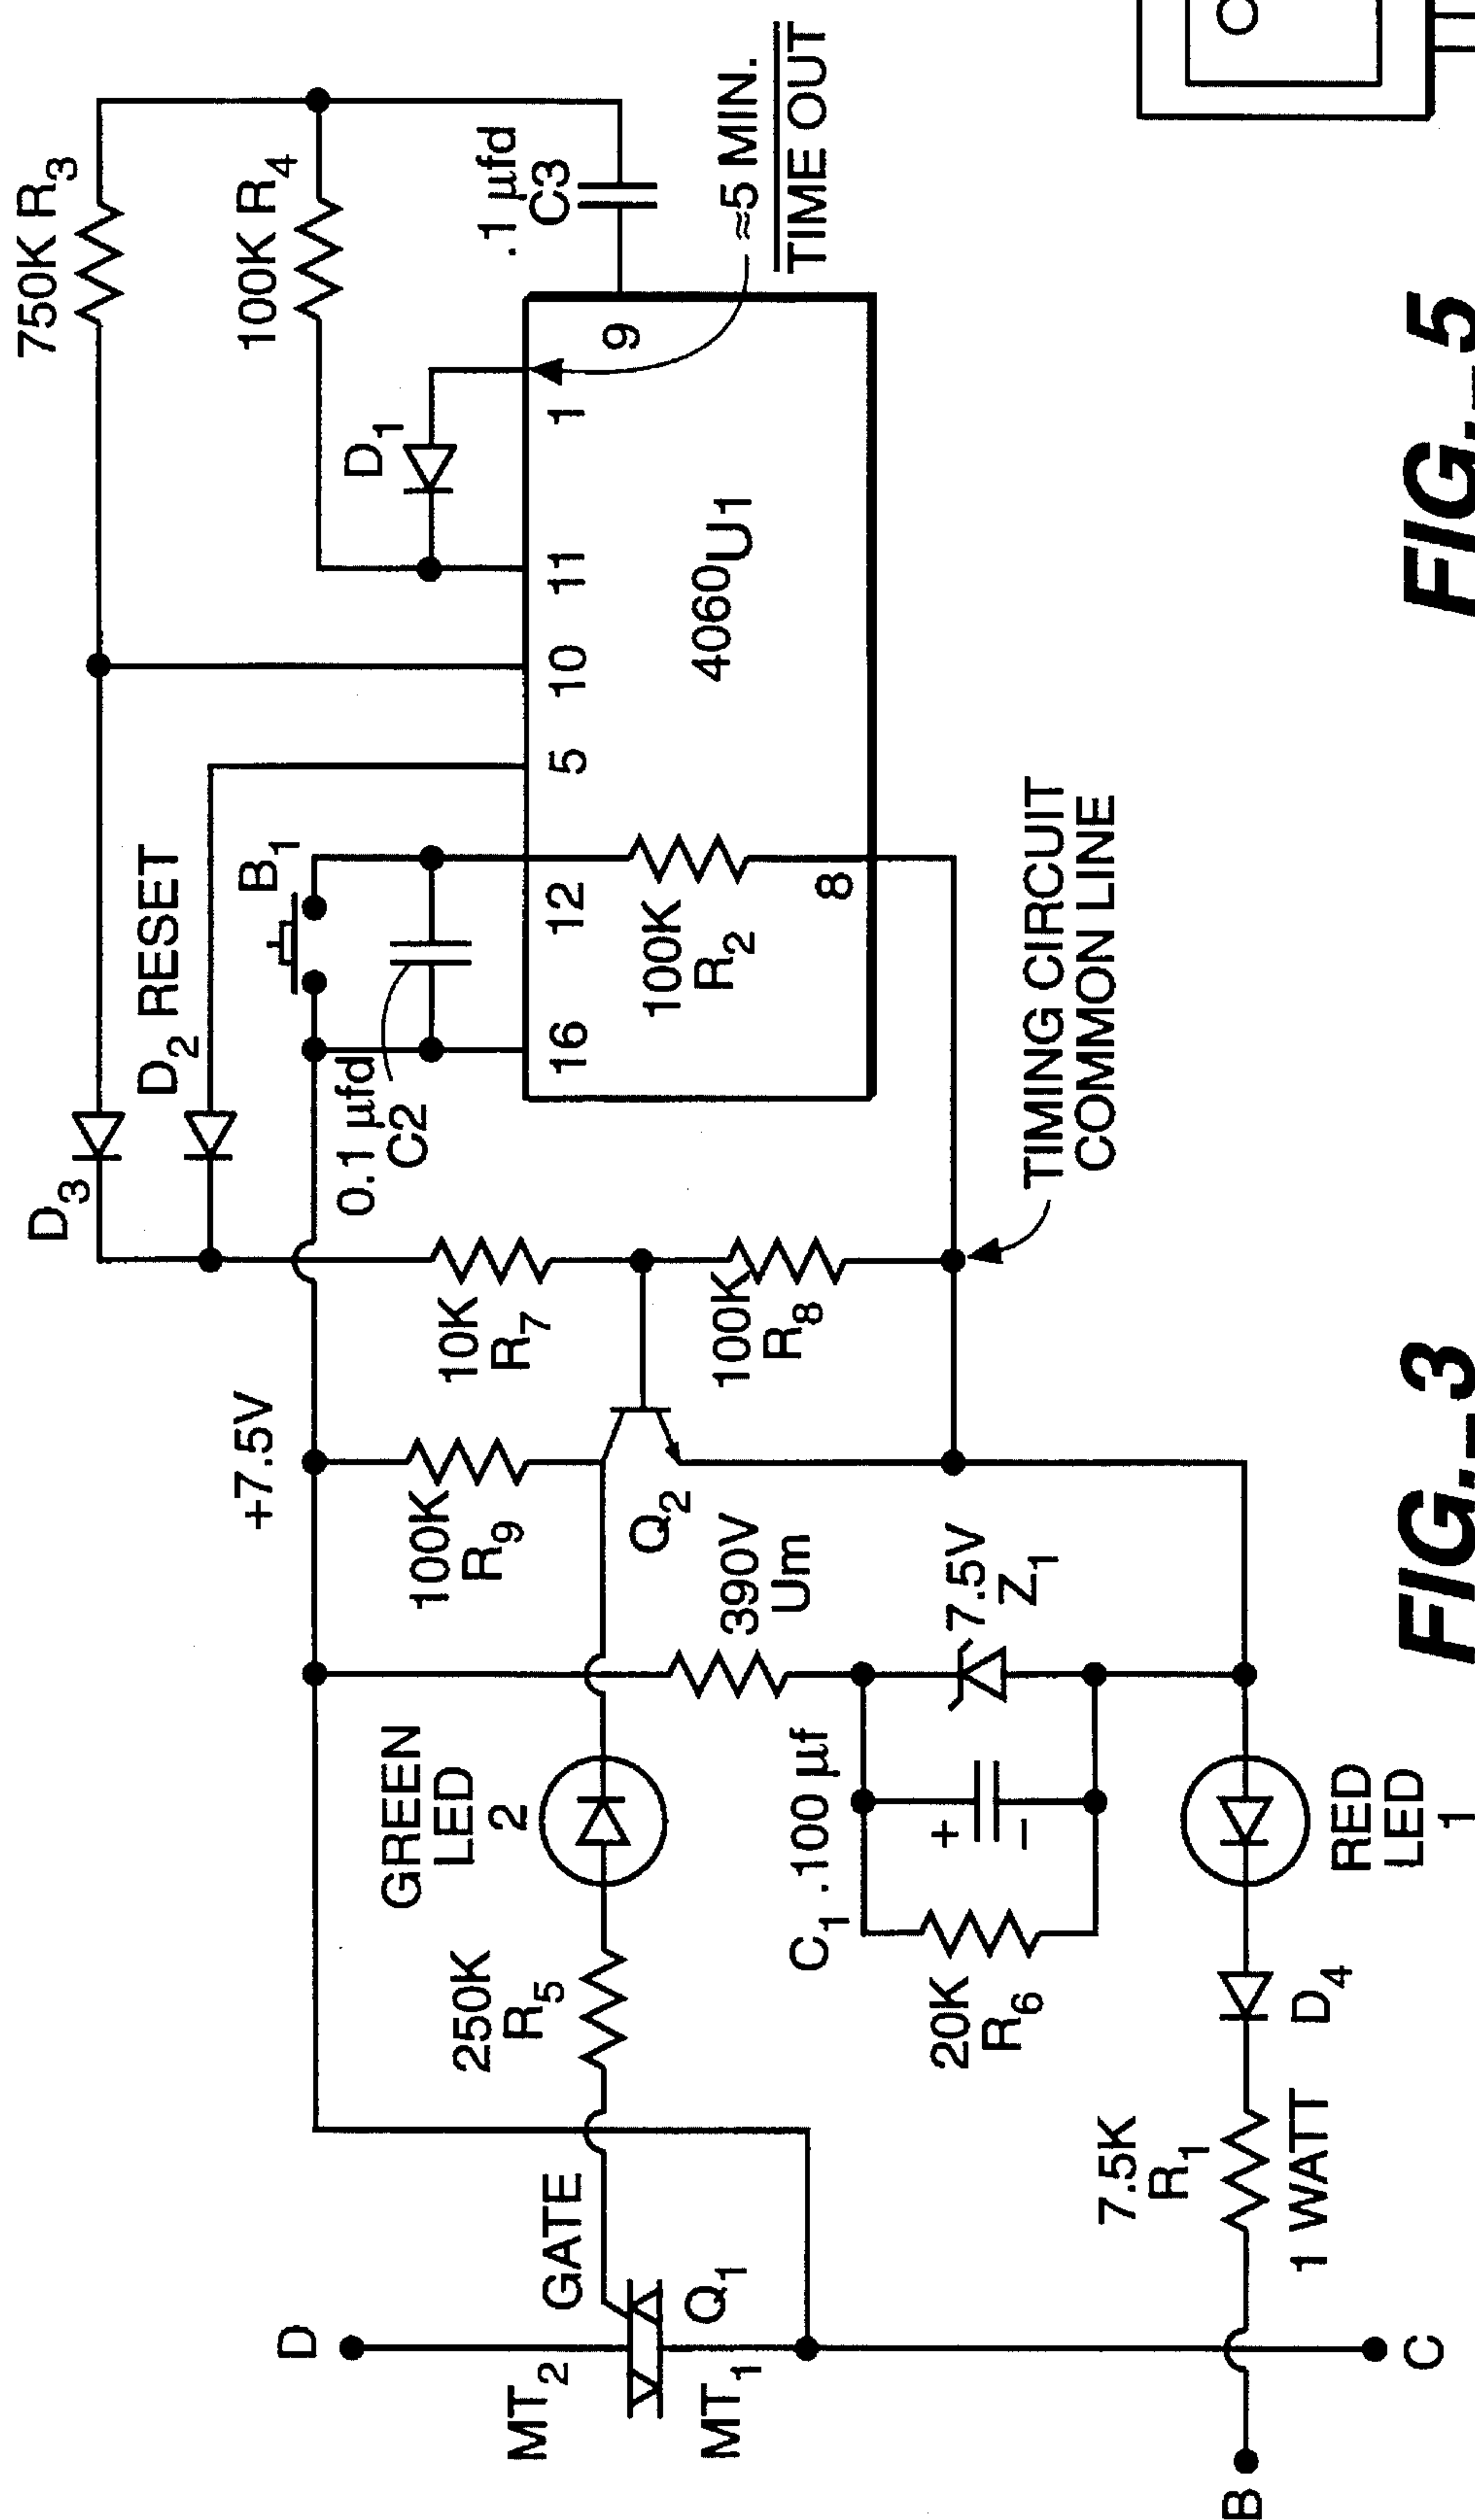 D
MT2
GATE
MT1
Q1
B
C
7.5K
R1
1 WATT
D4
RED
LED
1
250K
R5
GREEN
LED
2
20K
R6
C1.100 µf
7.5V
Z1
390V
Um
+7.5V
100K
R9
Q2
10K
R7
100K
R8
D3
D2 RESET
B1
0.1 µfd
C2
16
12
5
10
11
1
9
8
100K
R2
4060U1
D1
750K R3
100K R4
.1 µfd
C3
≈5 MIN.
TIME OUT
TIMING CIRCUIT
COMMON LINE
FIG.-3
FIG.-5